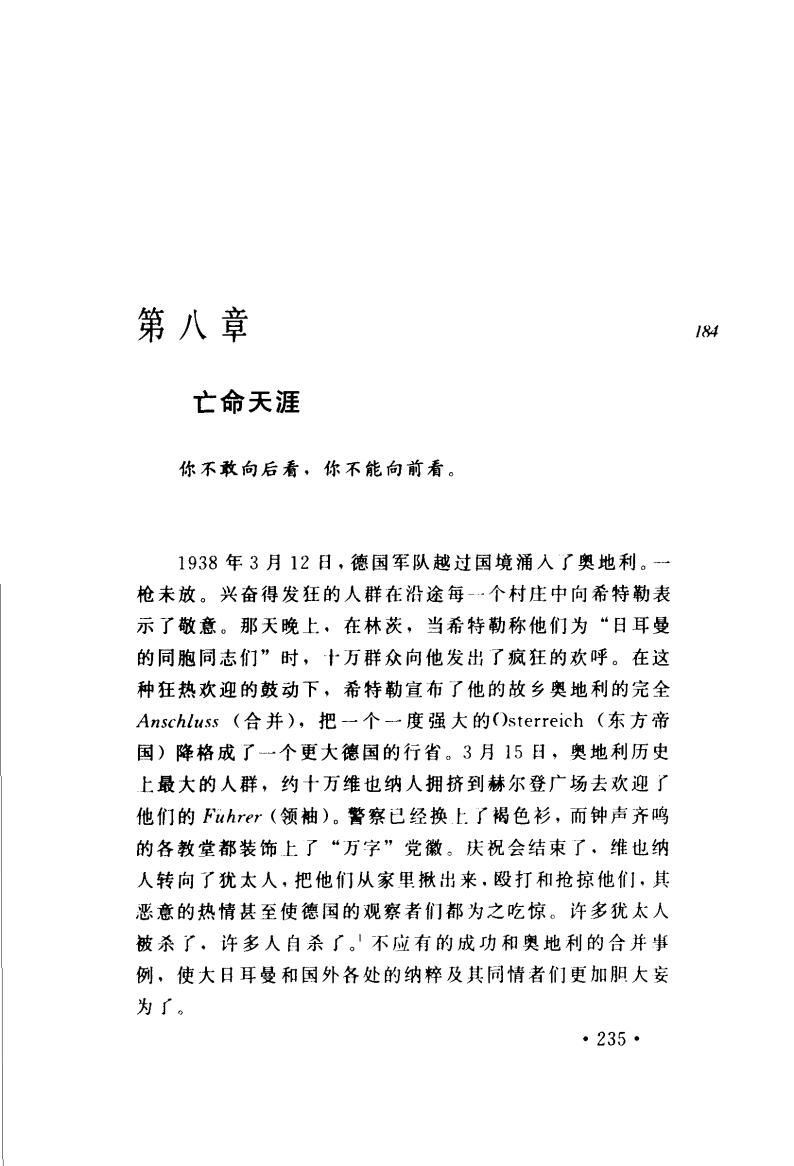 第八章
184
亡命天涯
你不敢向后看，你不能向前看。
1938 年 3 月 12 日，德国军队越过国境涌入了奥地利。一
枪未放。兴奋得发狂的人群在沿途每一个村庄中向希特勒表
示了敬意。那天晚上，在林茨，当希特勒称他们为“日耳曼
的同胞同志们”时，十万群众向他发出了疯狂的欢呼。在这
种狂热欢迎的鼓动下，希特勒宣布了他的故乡奥地利的完全
Anschluss（合并），把一个一度强大的Osterreich（东方帝
国）降格成了一个更大德国的行省。3 月 15 日，奥地利历史
上最大的人群，约十万维也纳人拥挤到赫尔登广场去欢迎了
他们的 Führer（领袖）。警察已经换上了褐色衫，而钟声齐鸣
的各教堂都装饰上了“万字”党徽。庆祝会结束了，维也纳
人转向了犹太人，把他们从家里揪出来，殴打和抢掠他们，其
恶意的热情甚至使德国的观察者们都为之吃惊。许多犹太人
被杀了，许多人自杀了。¹ 不应有的成功和奥地利的合并事
例，使大日耳曼和国外各处的纳粹及其同情者们更加胆大妄
为了。
• 235 •